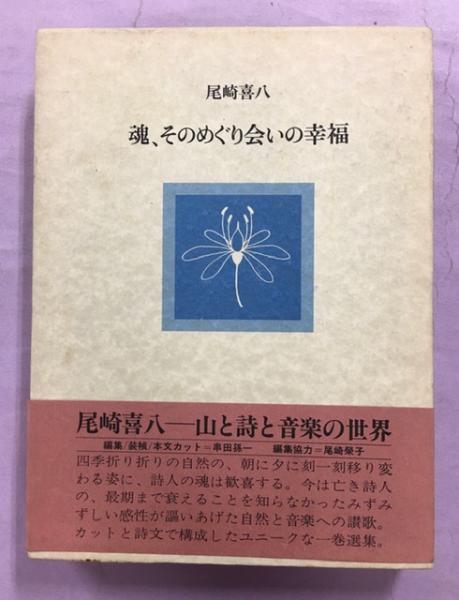 尾崎喜八
魂、そのめぐり会いの幸福
尾崎喜八──山と詩と音楽の世界
編集/装幀/本文カット=串田孫一　編集協力=尾崎榮子
四季折り折りの自然の、朝に夕に刻一刻移り変
わる姿に、詩人の魂は歓喜する。今は亡き詩人
の、最期まで衰えることを知らなかったみずみ
ずしい感性が謳いあげた自然と音楽への讃歌。
カットと詩文で構成したユニークな一巻選集。